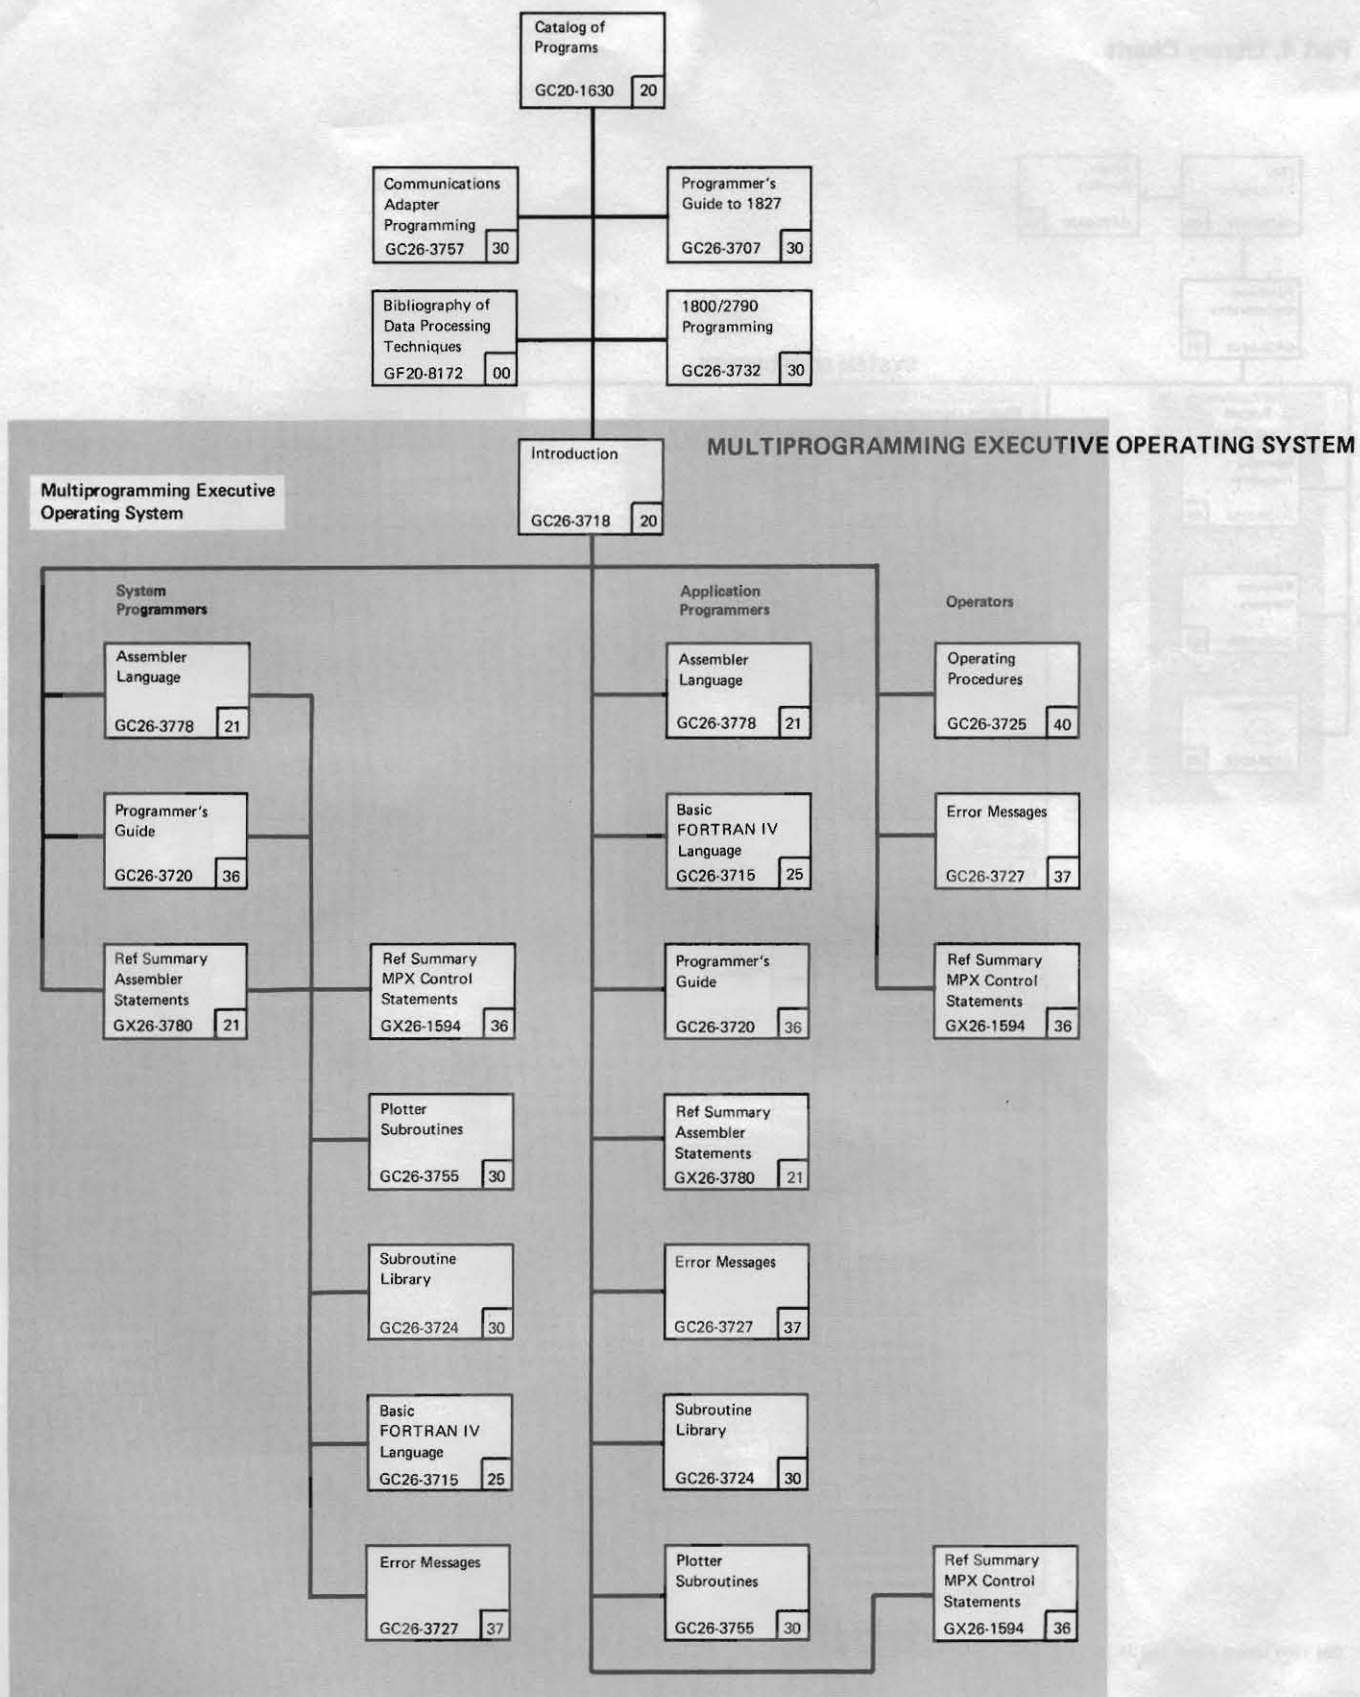 Catalog of
Programs
GC20-1630 20
Communications
Adapter
Programming
GC26-3757 30
Programmer's
Guide to 1827
GC26-3707 30
Bibliography of
Data Processing
Techniques
GF20-8172 00
1800/2790
Programming
GC26-3732 30
MULTIPROGRAMMING EXECUTIVE OPERATING SYSTEM
Introduction
GC26-3718 20
Multiprogramming Executive
Operating System
System
Programmers
Assembler
Language
GC26-3778 21
Programmer's
Guide
GC26-3720 36
Ref Summary
Assembler
Statements
GX26-3780 21
Ref Summary
MPX Control
Statements
GX26-1594 36
Plotter
Subroutines
GC26-3755 30
Subroutine
Library
GC26-3724 30
Basic
FORTRAN IV
Language
GC26-3715 25
Error Messages
GC26-3727 37
Application
Programmers
Assembler
Language
GC26-3778 21
Basic
FORTRAN IV
Language
GC26-3715 25
Programmer's
Guide
GC26-3720 36
Ref Summary
Assembler
Statements
GX26-3780 21
Error Messages
GC26-3727 37
Subroutine
Library
GC26-3724 30
Plotter
Subroutines
GC26-3755 30
Operators
Operating
Procedures
GC26-3725 40
Error Messages
GC26-3727 37
Ref Summary
MPX Control
Statements
GX26-1594 36
Ref Summary
MPX Control
Statements
GX26-1594 36